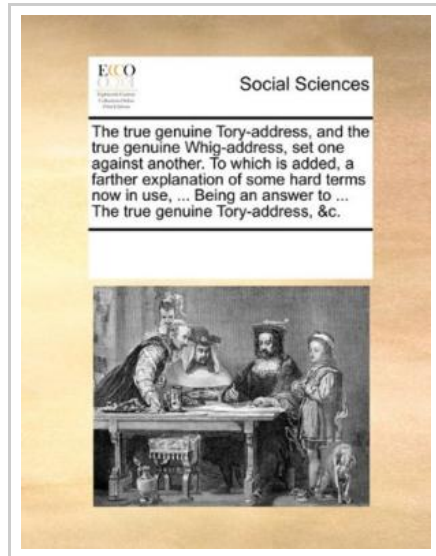 ECCO
Social Sciences
The true genuine Tory-address, and the
true genuine Whig-address, set one
against another. To which is added, a
farther explanation of some hard terms
now in use, ... Being an answer to ...
The true genuine Tory-address, &c.